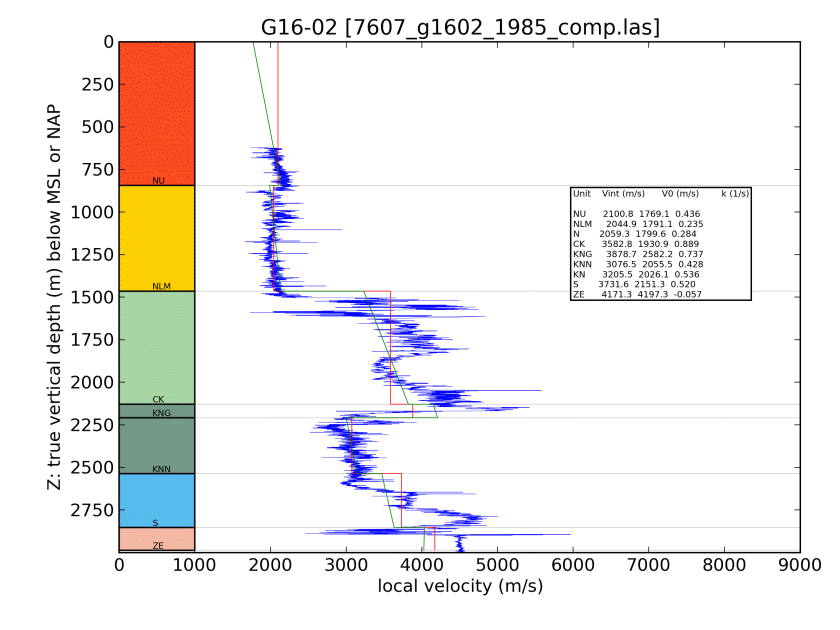 G16-02 [7607_g1602_1985_comp.las]
Z: true vertical depth (m) below MSL or NAP
0
250
500
750
1000
1250
1500
1750
2000
2250
2500
2750
NU
NLM
CK
KNG
KNN
S
ZE
Unit Vint (m/s) V0 (m/s) k (1/s)
NU 2100.8 1769.1 0.436
NLM 2044.9 1791.1 0.235
N 2059.3 1799.6 0.284
CK 3582.8 1930.9 0.889
KNG 3878.7 2582.2 0.737
KNN 3076.5 2055.5 0.428
KN 3205.5 2026.1 0.536
S 3731.6 2151.3 0.520
ZE 4171.3 4197.3 -0.057
0 1000 2000 3000 4000 5000 6000 7000 8000 9000
local velocity (m/s)